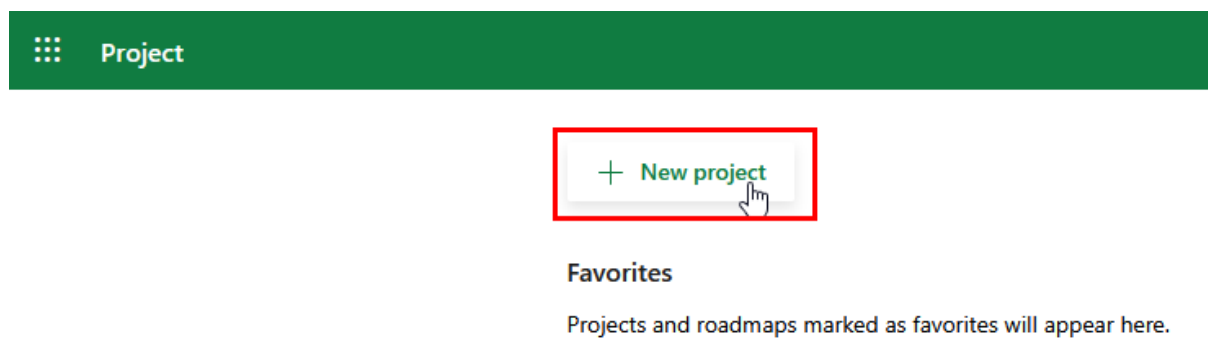 Project
New project
Favorites
Projects and roadmaps marked as favorites will appear here.